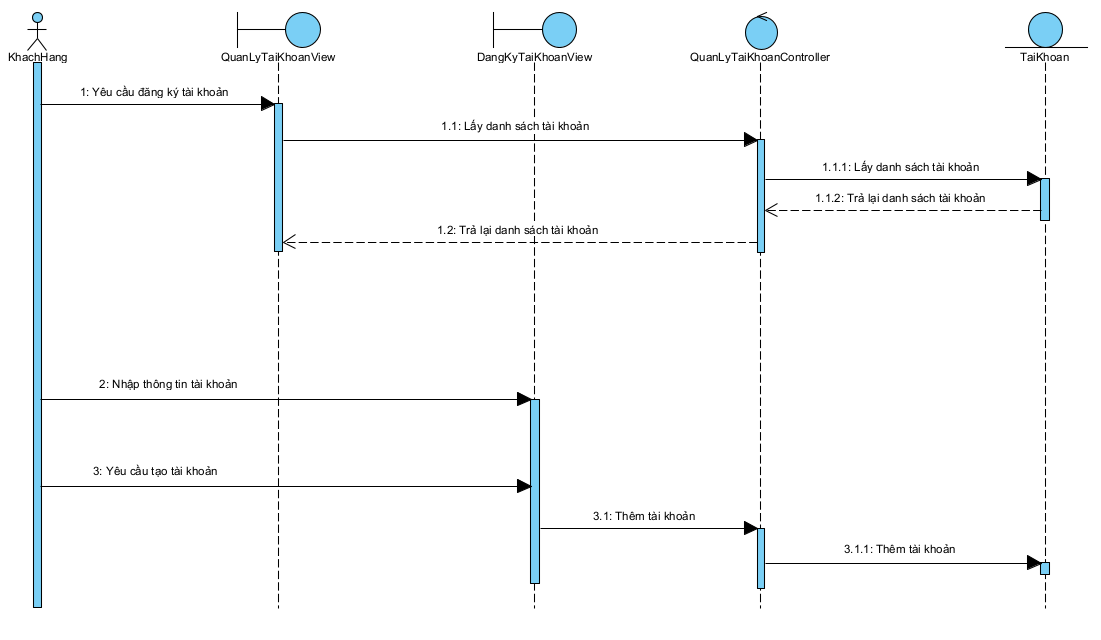 KhachHang
QuanLyTaiKhoanView
DangKyTaiKhoanView
QuanLyTaiKhoanController
TaiKhoan
1: Yêu cầu đăng ký tài khoản
1.1: Lấy danh sách tài khoản
1.1.1: Lấy danh sách tài khoản
1.1.2: Trả lại danh sách tài khoản
1.2: Trả lại danh sách tài khoản
2: Nhập thông tin tài khoản
3: Yêu cầu tạo tài khoản
3.1: Thêm tài khoản
3.1.1: Thêm tài khoản